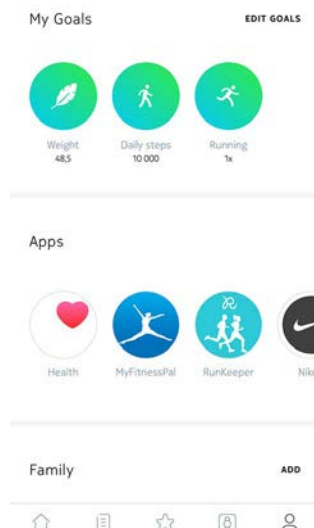 My Goals EDIT GOALS
Weight Daily steps Running
48,5 10 000 1x
Apps
Health MyFitnessPal RunKeeper
Family ADD